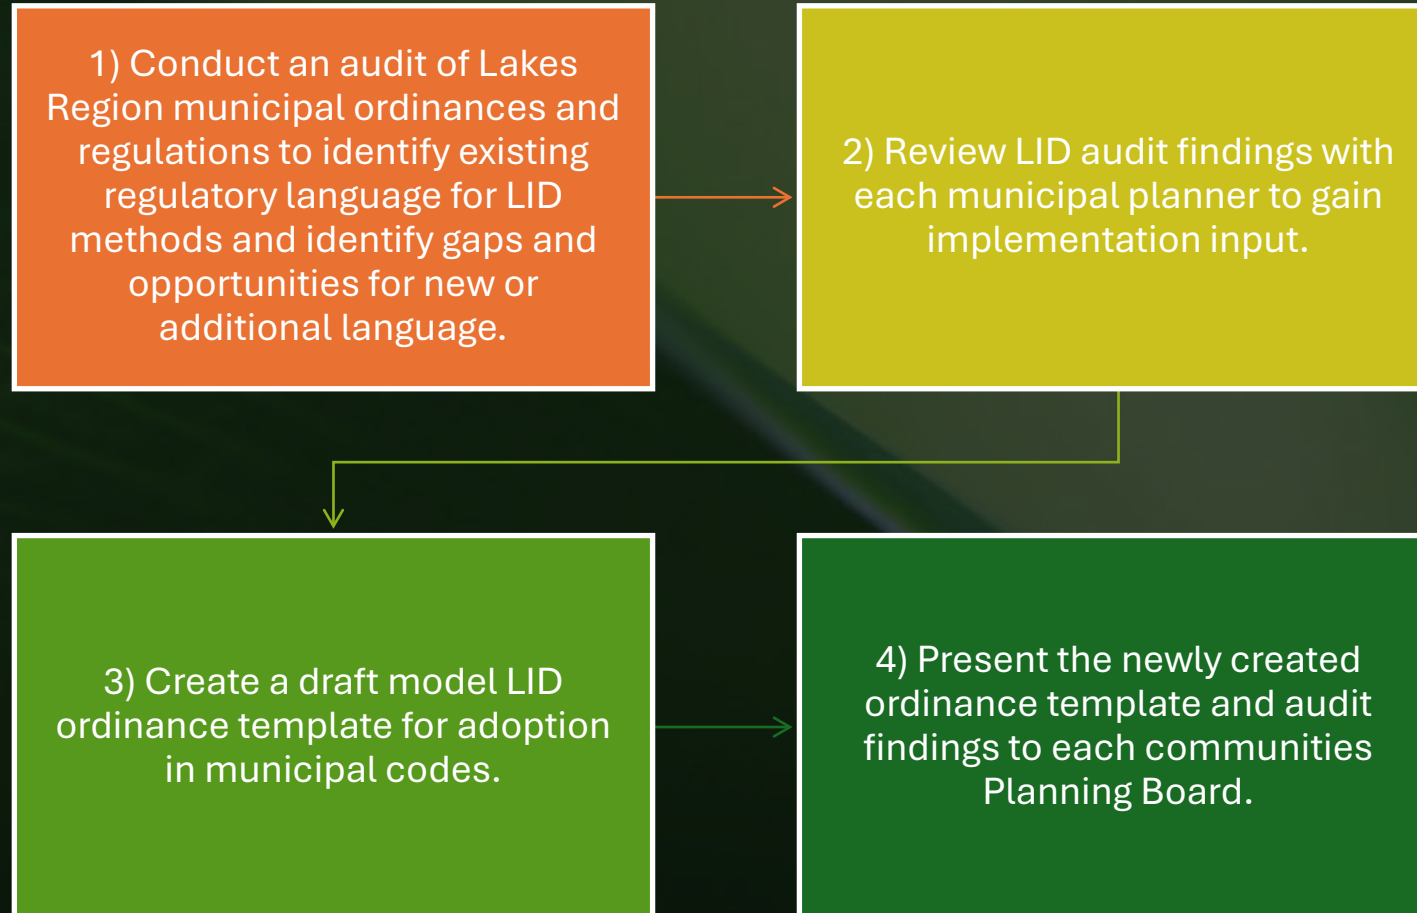 1) Conduct an audit of Lakes
Region municipal ordinances and
regulations to identify existing
regulatory language for LID
methods and identify gaps and
opportunities for new or
additional language.
2) Review LID audit findings with
each municipal planner to gain
implementation input.
3) Create a draft model LID
ordinance template for adoption
in municipal codes.
4) Present the newly created
ordinance template and audit
findings to each communities
Planning Board.